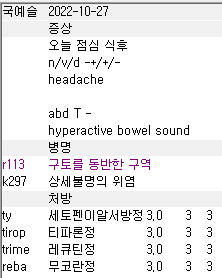 국예슬 2022-10-27
증상
오늘 점심 식후
n/v/d -+/+/-
headache
abd T -
hyperactive bowel sound
병명
r113 구토를 동반한 구역
k297 상세불명의 위염
처방
ty 세토펜이알서방정 3,0 3 3
tirop 티파론정 3,0 3 3
trime 레큐틴정 3,0 3 3
reba 무코란정 3,0 3 3